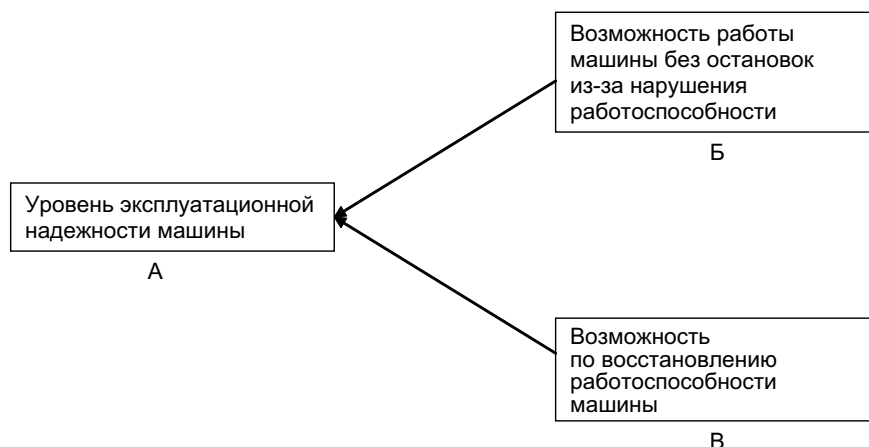 Возможность работы
машины без остановок
из-за нарушения
работоспособности
Б
Уровень эксплуатационной
надежности машины
А
Возможность
по восстановлению
работоспособности
машины
В